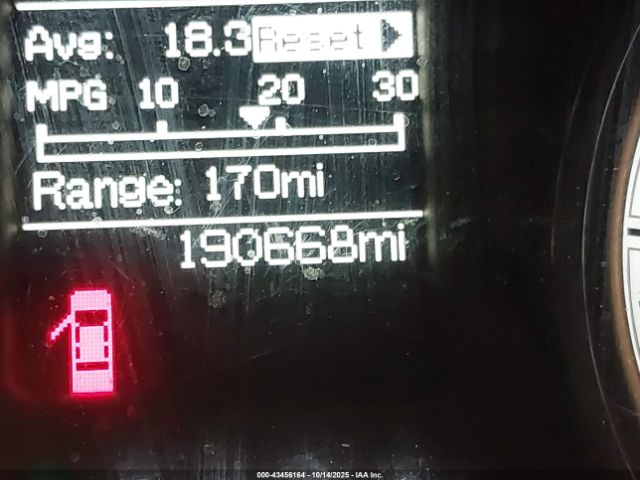 Avg: 18.3 Reset
MPG 10 20 30
Range: 170mi
190668mi
000-43456164 - 10/14/2025 - IAA Inc.